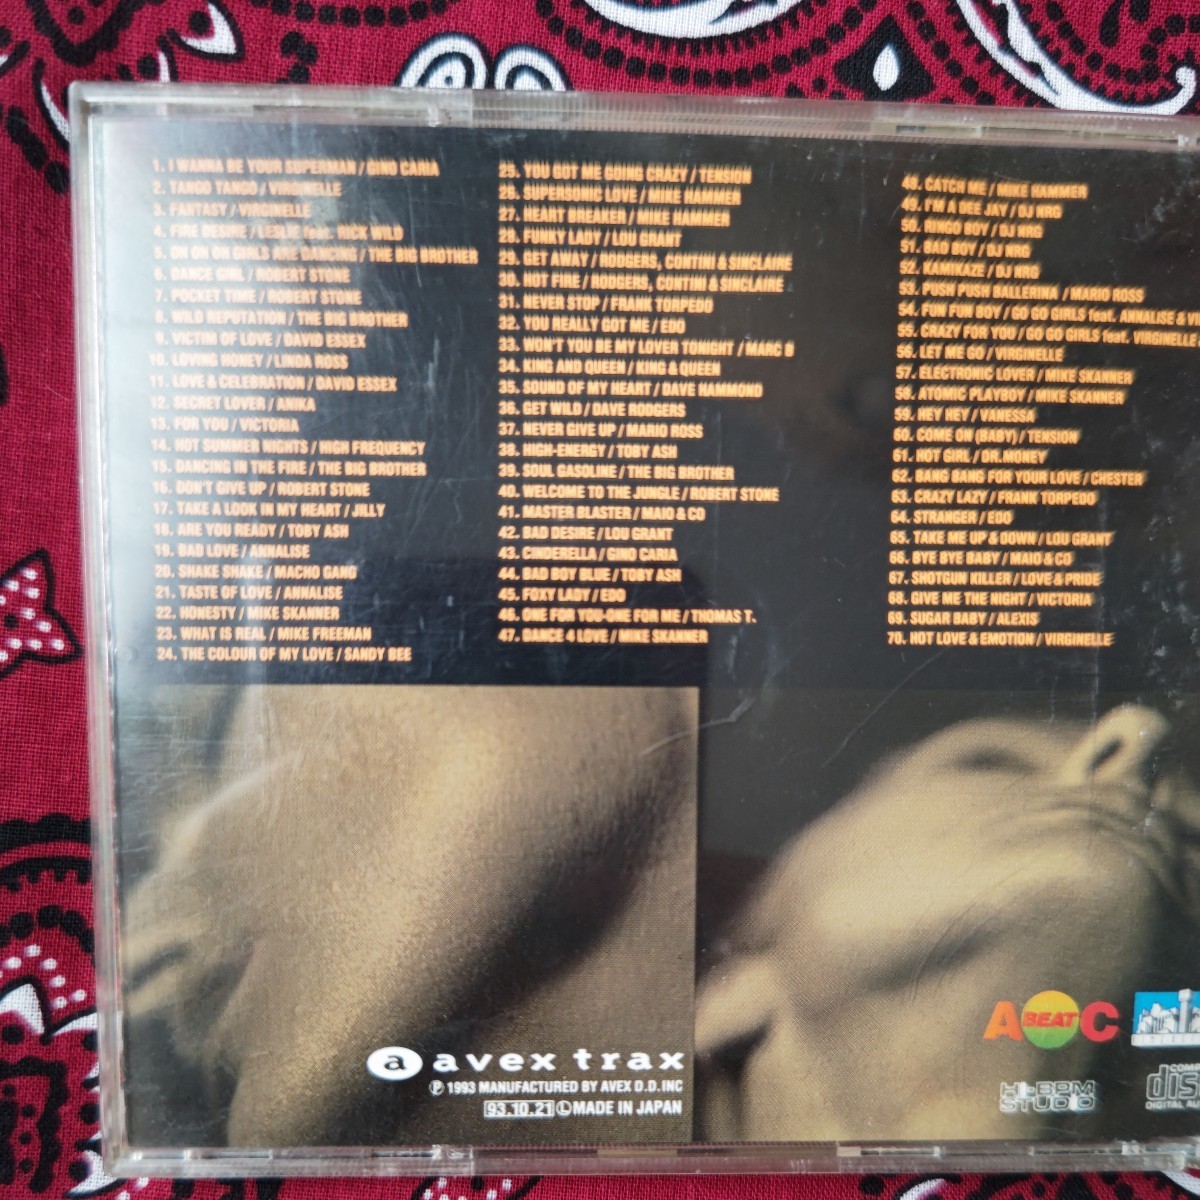 1. I WANNA BE YOUR SUPERMAN / GINO CARIA
2. TANGO TANGO / VIRGINELLE
3. FANTASY / VIRGINELLE
4. FIRE DESIRE / LESLIE feat. RICK WILD
5. OH OH OH GIRLS ARE DANCING / THE BIG BROTHER
6. DANCE GIRL / ROBERT STONE
7. POCKET TIME / ROBERT STONE
8. WILD REPUTATION / THE BIG BROTHER
9. VICTIM OF LOVE / DAVID ESSEX
10. LOVING HONEY / LINDA ROSS
11. LOVE & CELEBRATION / DAVID ESSEX
12. SECRET LOVER / ANIKA
13. FOR YOU / VICTORIA
14. HOT SUMMER NIGHTS / HIGH FREQUENCY
15. DANCING IN THE FIRE / THE BIG BROTHER
16. DON'T GIVE UP / ROBERT STONE
17. TAKE A LOOK IN MY HEART / JILLY
18. ARE YOU READY / TOBY ASH
19. BAD LOVE / ANNALISE
20. SHAKE SHAKE / MACHO GANG
21. TASTE OF LOVE / ANNALISE
22. HONESTY / MIKE SKANNER
23. WHAT IS REAL / MIKE FREEMAN
24. THE COLOUR OF MY LOVE / SANDY BEE
25. YOU GOT ME GOING CRAZY / TENSION
26. SUPERSONIC LOVE / MIKE HAMMER
27. HEART BREAKER / MIKE HAMMER
28. FUNKY LADY / LOU GRANT
29. GET AWAY / RODGERS, CONTINI & SINCLAIRE
30. HOT FIRE / RODGERS, CONTINI & SINCLAIRE
31. NEVER STOP / FRANK TORPEDO
32. YOU REALLY GOT ME / EDO
33. WON'T YOU BE MY LOVER TONIGHT / MARC B
34. KING AND QUEEN / KING & QUEEN
35. SOUND OF MY HEART / DAVE HAMMOND
36. GET WILD / DAVE RODGERS
37. NEVER GIVE UP / MARIO ROSS
38. HIGH-ENERGY / TOBY ASH
39. SOUL GASOLINE / THE BIG BROTHER
40. WELCOME TO THE JUNGLE / ROBERT STONE
41. MASTER BLASTER / MAIO & CO
42. BAD DESIRE / LOU GRANT
43. CINDERELLA / GINO CARIA
44. BAD BOY BLUE / TOBY ASH
45. FOXY LADY / EDO
46. ONE FOR YOU-ONE FOR ME / THOMAS T.
47. DANCE 4 LOVE / MIKE SKANNER
48. CATCH ME / MIKE HAMMER
49. I'M A DEE JAY / DJ NRG
50. RINGO BOY / DJ NRG
51. BAD BOY / DJ NRG
52. KAMIKAZE / DJ NRG
53. PUSH PUSH BALLERINA / MARIO ROSS
54. FUN FUN BOY / GO GO GIRLS feat. ANNALISE &
55. CRAZY FOR YOU / GO GO GIRLS feat. VIRGINELLE
56. LET ME GO / VIRGINELLE
57. ELECTRONIC LOVER / MIKE SKANNER
58. ATOMIC PLAYBOY / MIKE SKANNER
59. HEY HEY / VANESSA
60. COME ON (BABY) / TENSION
61. HOT GIRL / DR.MONEY
62. BANG BANG FOR YOUR LOVE / CHESTER
63. CRAZY LAZY / FRANK TORPEDO
64. STRANGER / EDO
65. TAKE ME UP & DOWN / LOU GRANT
66. BYE BYE BABY / MAIO & CO
67. SHOTGUN KILLER / LOVE & PRIDE
68. GIVE ME THE NIGHT / VICTORIA
69. SUGAR BABY / ALEXIS
70. HOT LOVE & EMOTION / VIRGINELLE
a avex trax
Ⓟ 1993 MANUFACTURED BY AVEX D.D.INC
93.10.21 Ⓛ MADE IN JAPAN
A BEAT C
HI-BPM
STUDIO
COMP
dis
DIGITAL AU